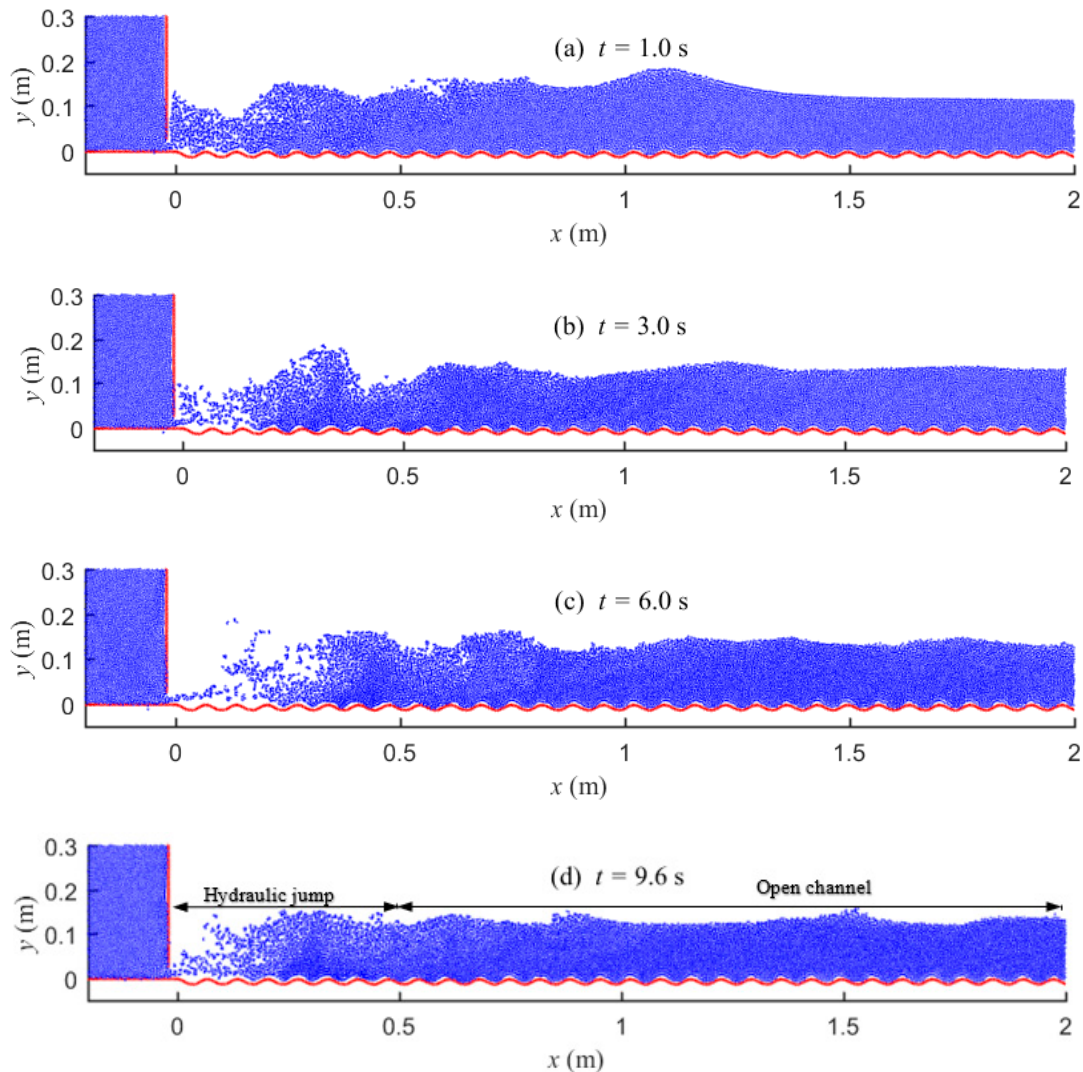 0.3
(a) t = 1.0 s
0.2
y (m)
0.1
0
0 0.5 1 1.5 2
x (m)
0.3
(b) t = 3.0 s
0.2
y (m)
0.1
0
0 0.5 1 1.5 2
x (m)
0.3
(c) t = 6.0 s
0.2
y (m)
0.1
0
0 0.5 1 1.5 2
x (m)
0.3
(d) t = 9.6 s
Hydraulic jump Open channel
0.2
y (m)
0.1
0
0 0.5 1 1.5 2
x (m)